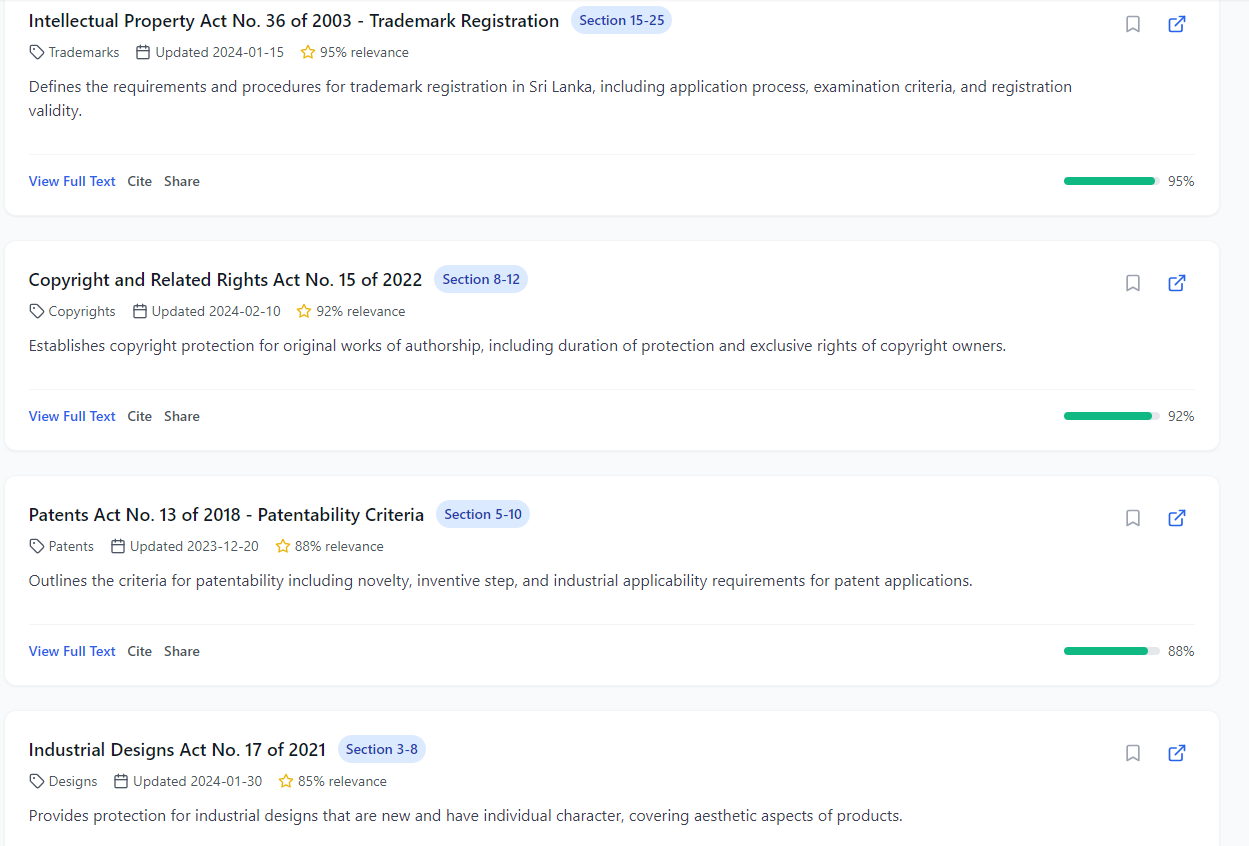 Intellectual Property Act No. 36 of 2003 - Trademark Registration Section 15-25
Trademarks Updated 2024-01-15 95% relevance
Defines the requirements and procedures for trademark registration in Sri Lanka, including application process, examination criteria, and registration
validity.
View Full Text Cite Share 95%
Copyright and Related Rights Act No. 15 of 2022 Section 8-12
Copyrights Updated 2024-02-10 92% relevance
Establishes copyright protection for original works of authorship, including duration of protection and exclusive rights of copyright owners.
View Full Text Cite Share 92%
Patents Act No. 13 of 2018 - Patentability Criteria Section 5-10
Patents Updated 2023-12-20 88% relevance
Outlines the criteria for patentability including novelty, inventive step, and industrial applicability requirements for patent applications.
View Full Text Cite Share 88%
Industrial Designs Act No. 17 of 2021 Section 3-8
Designs Updated 2024-01-30 85% relevance
Provides protection for industrial designs that are new and have individual character, covering aesthetic aspects of products.